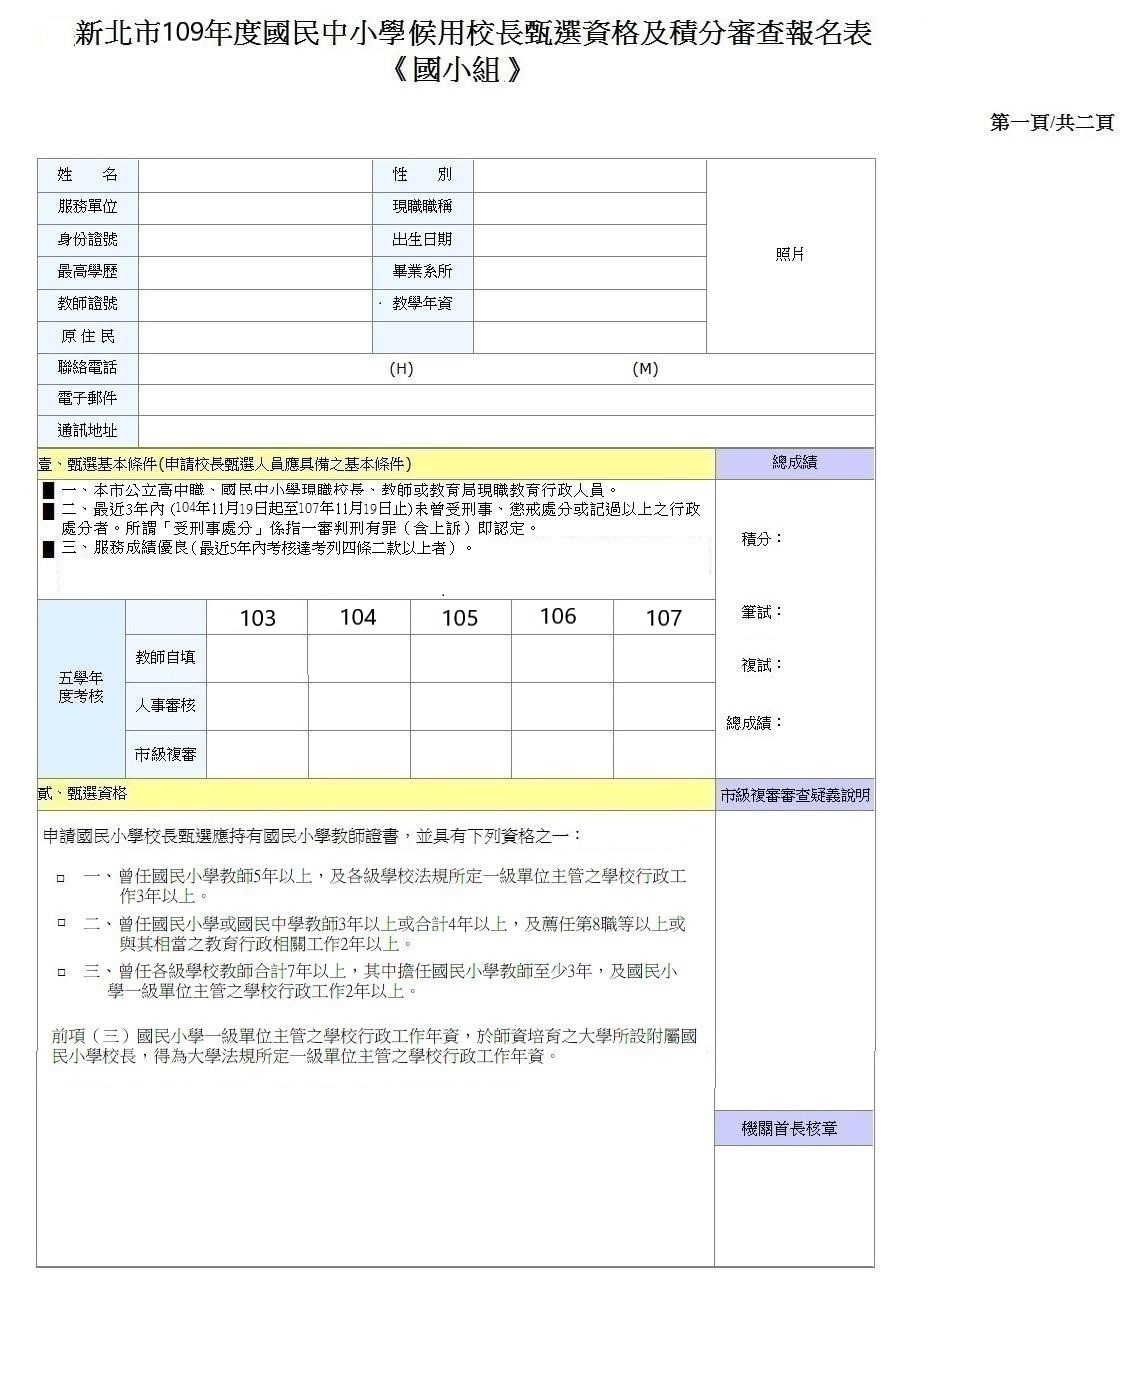 新北市109年度國民中小學候用校長甄選資格及積分審查報名表
《國小組》
第一頁/共二頁
姓 名
性 別
照片
服務單位
現職職稱
身份證號
出生日期
最高學歷
畢業系所
教師證號
教學年資
原住民
聯絡電話 (H) (M)
電子郵件
通訊地址
壹、甄選基本條件(申請校長甄選人員應具備之基本條件)
總成績
一、本市公立高中職、國民中小學現職校長、教師或教育局現職教育行政人員。
二、最近3年內 (104年11月19日起至107年11月19日止)未曾受刑事、懲戒處分或記過以上之行政
處分者。所謂「受刑事處分」係指一審判刑有罪（含上訴）即認定。
三、服務成績優良(最近5年內考核達考列四條二款以上者）。
積分：
筆試：
複試：
總成績：
五學年
度考核
103 104 105 106 107
教師自填
人事審核
市級複審
貳、甄選資格
市級複審審查疑義說明
申請國民小學校長甄選應持有國民小學教師證書，並具有下列資格之一：
□ 一、曾任國民小學教師5年以上，及各級學校法規所定一級單位主管之學校行政工
作3年以上。
□ 二、曾任國民小學或國民中學教師3年以上或合計4年以上，及薦任第8職等以上或
與其相當之教育行政相關工作2年以上。
□ 三、曾任各級學校教師合計7年以上，其中擔任國民小學教師至少3年，及國民小
學一級單位主管之學校行政工作2年以上。
前項（三）國民小學一級單位主管之學校行政工作年資，於師資培育之大學所設附屬國
民小學校長，得為大學法規所定一級單位主管之學校行政工作年資。
機關首長核章